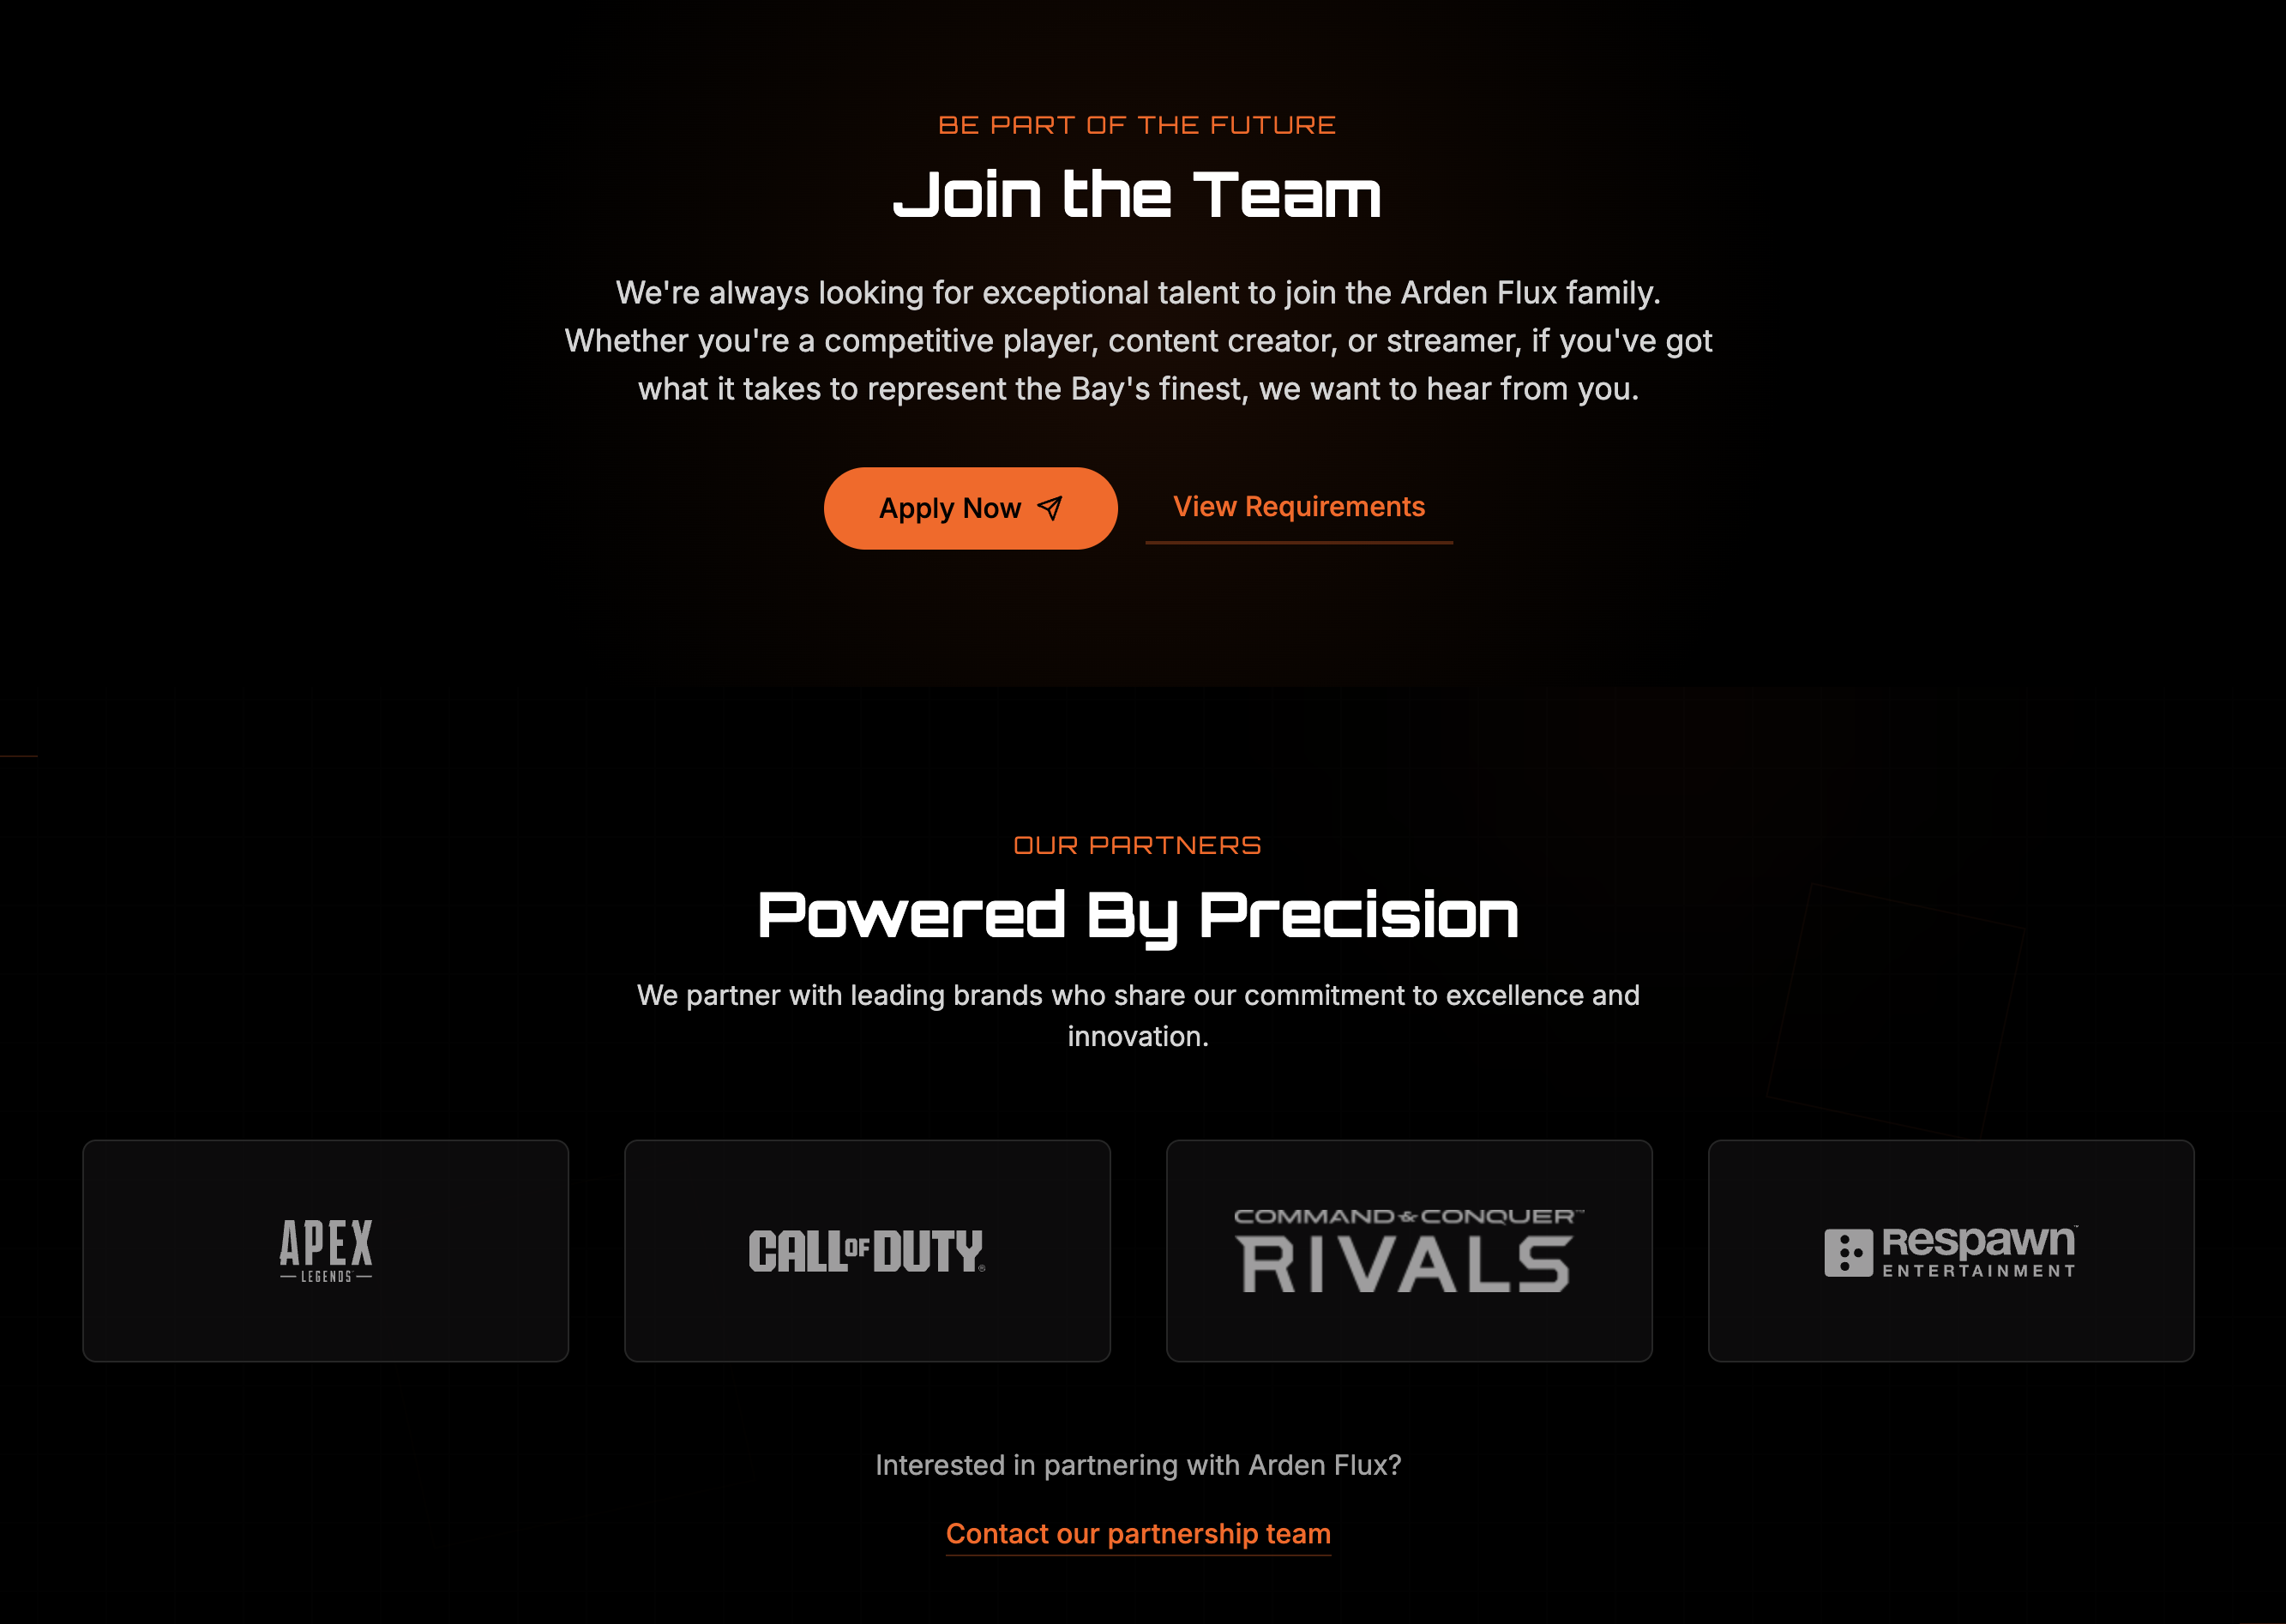 BE PART OF THE FUTURE
Join the Team
We're always looking for exceptional talent to join the Arden Flux family.
Whether you're a competitive player, content creator, or streamer, if you've got
what it takes to represent the Bay's finest, we want to hear from you.
Apply Now
View Requirements
OUR PARTNERS
Powered By Precision
We partner with leading brands who share our commitment to excellence and
innovation.
APEX
LEGENDS
CALL OF DUTY®
COMMAND & CONQUER™
RIVALS
Respawn™
ENTERTAINMENT
Interested in partnering with Arden Flux?
Contact our partnership team